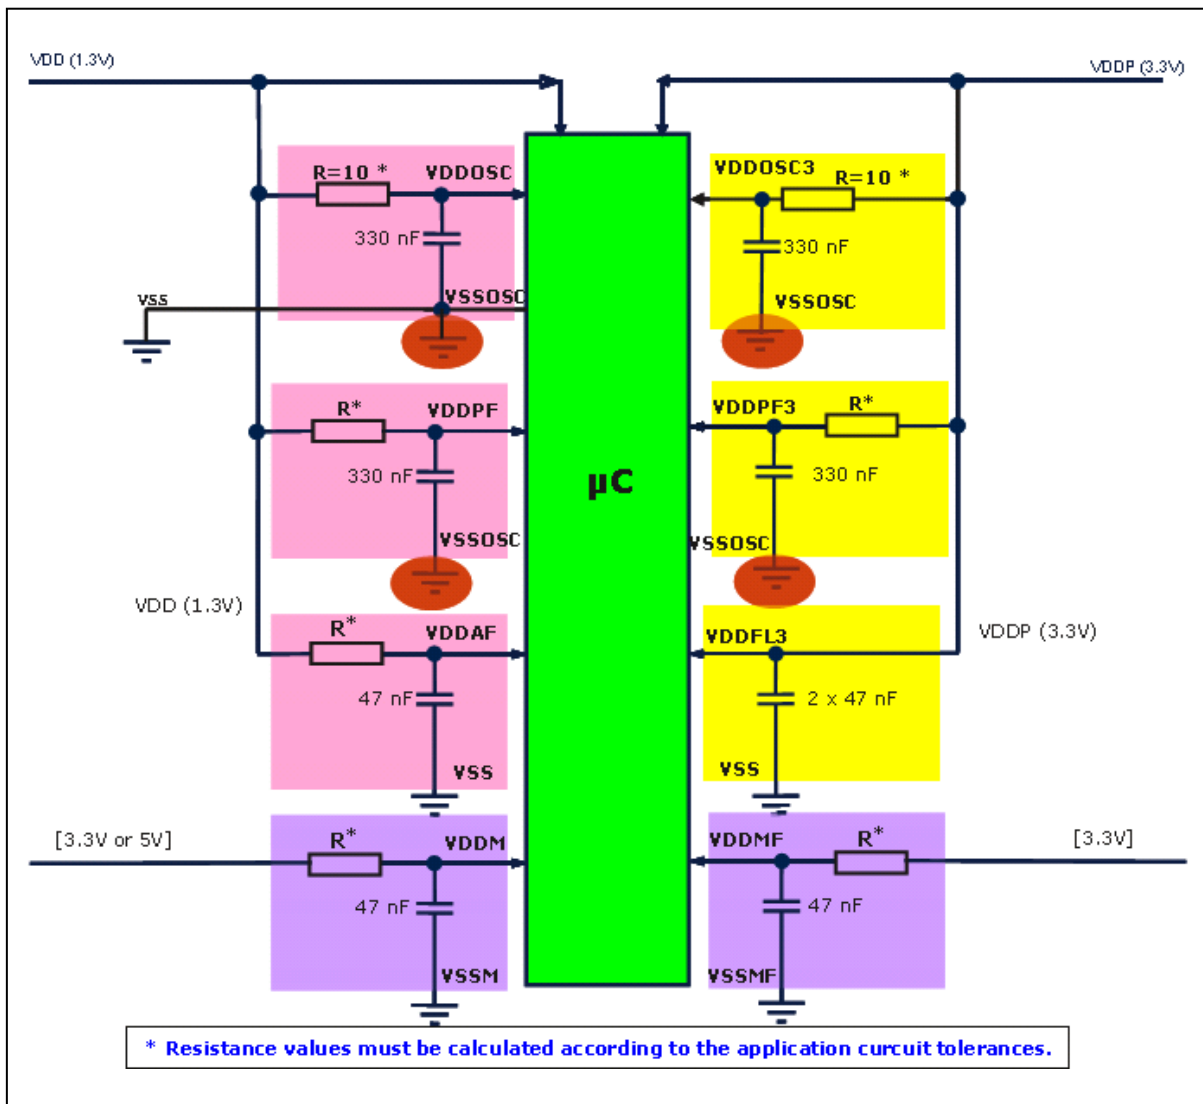 VDD (1.3V)
VDDP (3.3V)
R=10 *
VDDOSC
VDDOSC3
R=10 *
330 nF
330 nF
VSS
VSSOSC
VSSOSC
R*
VDDPF
VDDPF3
R*
330 nF
330 nF
µC
VSSOSC
VSSOSC
VDD (1.3V)
R*
VDDAF
VDDFL3
VDDP (3.3V)
47 nF
2 x 47 nF
VSS
VSS
[3.3V or 5V]
R*
VDDM
VDDMF
R*
[3.3V]
47 nF
47 nF
VSSM
VSSMF
* Resistance values must be calculated according to the application curcuit tolerances.